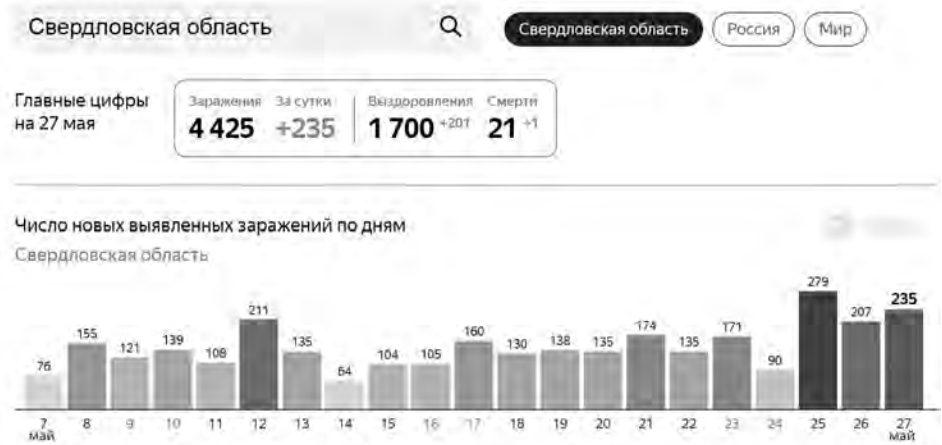 Свердловская область
Свердловская область Россия Мир
Главные цифры
на 27 мая
Заражения За сутки Выздоровления Смерти
4 425 +235 1 700 +201 21 +1
Число новых выявленных заражений по дням
Свердловская область
76 155 121 139 108 211 135 64 104 105 160 130 138 135 174 135 171 90 279 207 235
7 8 9 10 11 12 13 14 15 16 17 18 19 20 21 22 23 24 25 26 27
май май